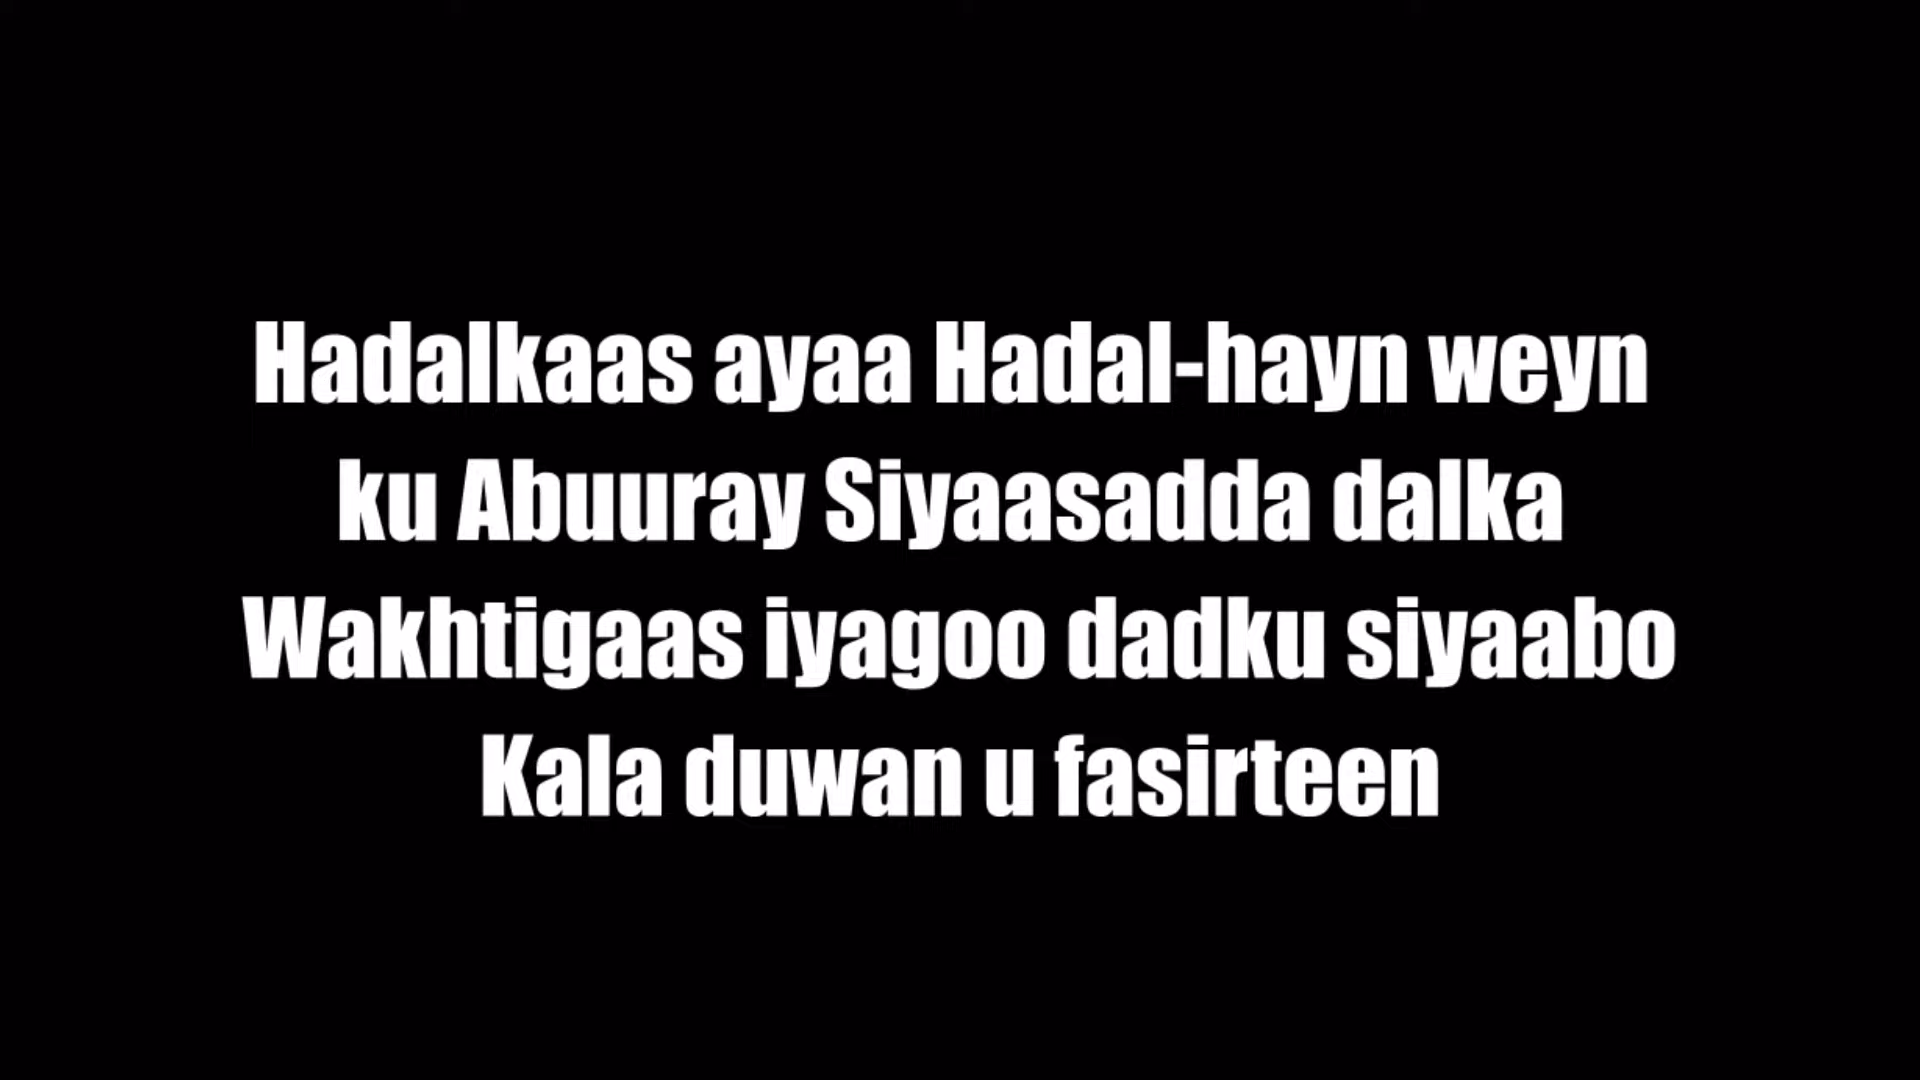 Hadalkaas ayaa Hadal-hayn weyn
ku Abuuray Siyaasadda dalka
Wakhtigaas iyagoo dadku siyaabo
Kala duwan u fasirteen